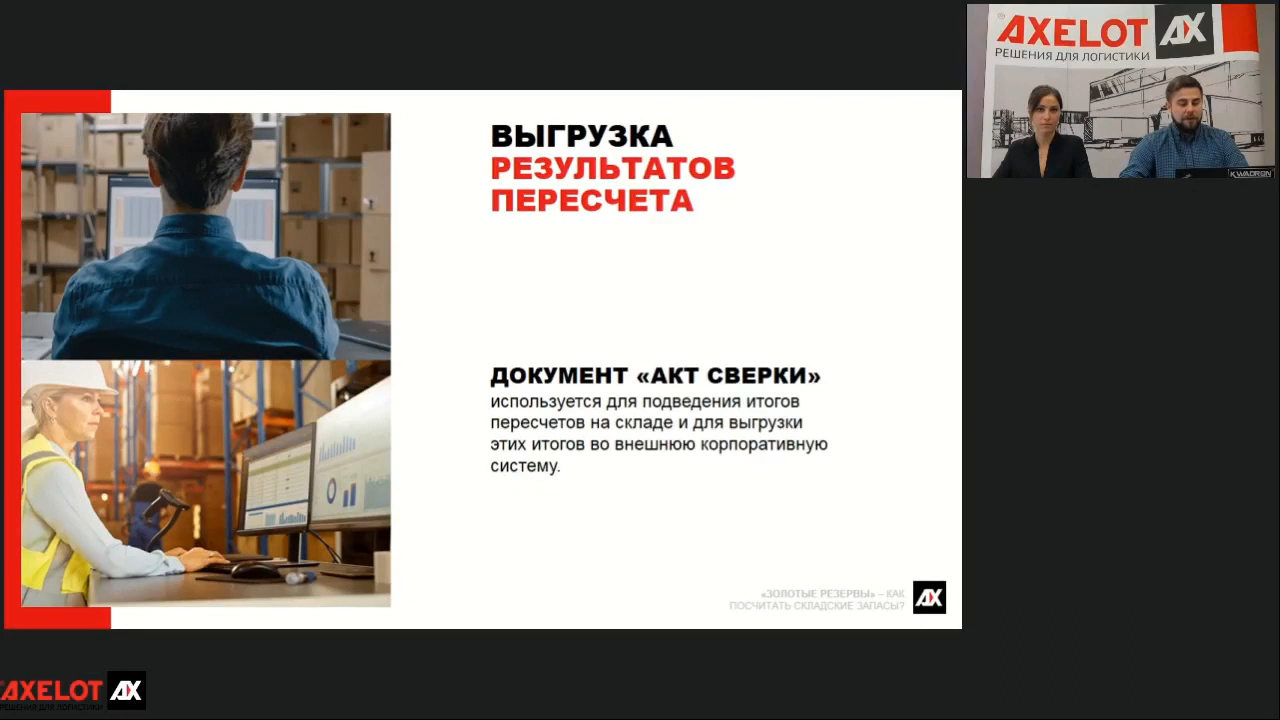 AXELOT AX
РЕШЕНИЯ ДЛЯ ЛОГИСТИКИ
KWADRON
ВЫГРУЗКА
РЕЗУЛЬТАТОВ
ПЕРЕСЧЕТА
ДОКУМЕНТ «АКТ СВЕРКИ»
используется для подведения итогов
пересчетов на складе и для выгрузки
этих итогов во внешнюю корпоративную
систему.
«ЗОЛОТЫЕ РЕЗЕРВЫ» – КАК
ПОСЧИТАТЬ СКЛАДСКИЕ ЗАПАСЫ?
AX
AXELOT AX
РЕШЕНИЯ ДЛЯ ЛОГИСТИКИ